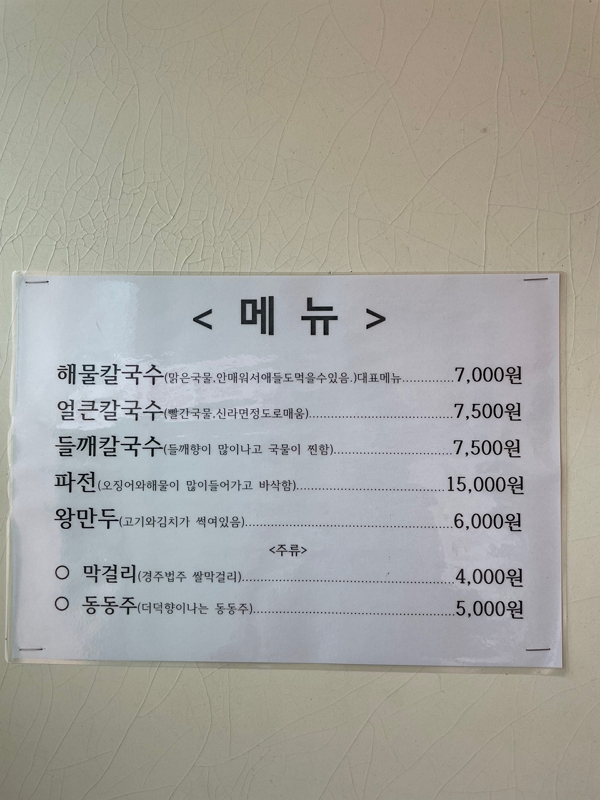 < 메 뉴 >
해물칼국수(맑은국물.안매워서애들도먹을수있음.)대표메뉴.............7,000원
얼큰칼국수(빨간국물.신라면정도로매움)....................................7,500원
들깨칼국수(들깨향이 많이나고 국물이 찐함)..............................7,500원
파전(오징어와해물이 많이들어가고 바삭함)....................................15,000원
왕만두(고기와김치가 썩여있음)....................................................6,000원
<주류>
○ 막걸리(경주법주 쌀막걸리).....................................................4,000원
○ 동동주(더덕향이나는 동동주)...................................................5,000원